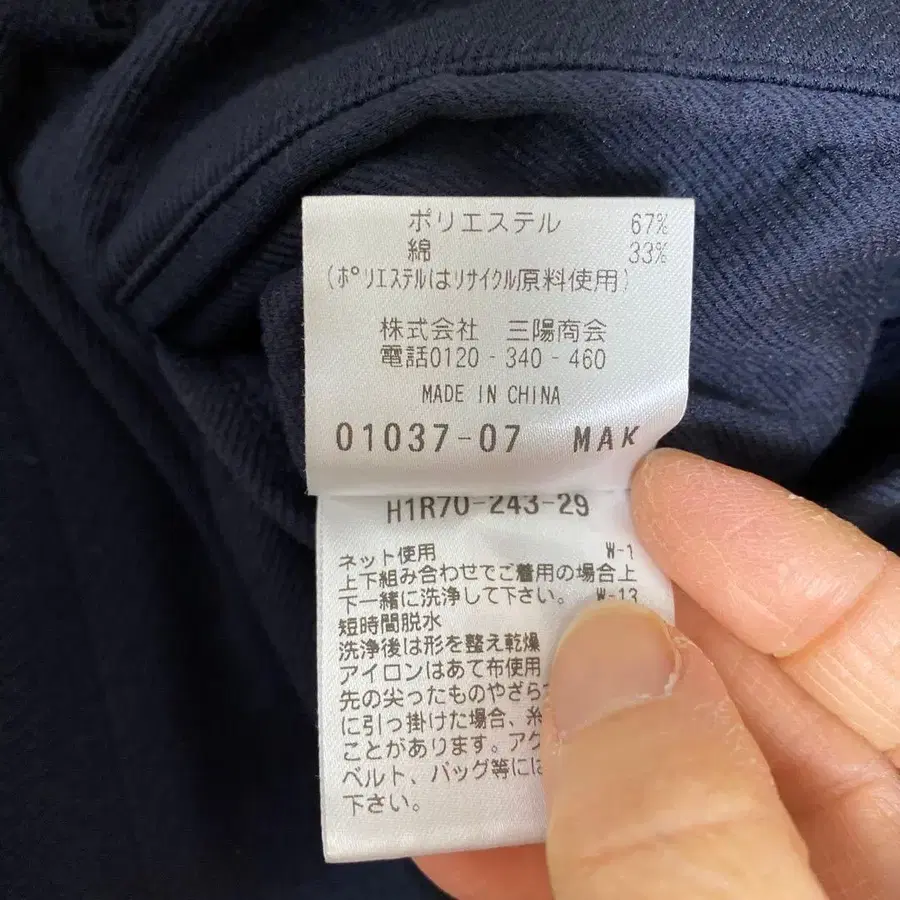 ポリエステル 67%
綿 33%
(ポリエステルはリサイクル原料使用)
株式会社 三陽商会
電話0120-340-460
MADE IN CHINA
01037-07 MAK
H1R70-243-29
ネット使用 W-1
上下組み合わせでご着用の場合上
下一緒に洗浄して下さい。 W-13
短時間脱水
洗浄後は形を整え乾燥
アイロンはあて布使用
先の尖ったものやざら
に引っ掛けた場合、糸
ことがあります。アク
ベルト、バッグ等には
下さい。